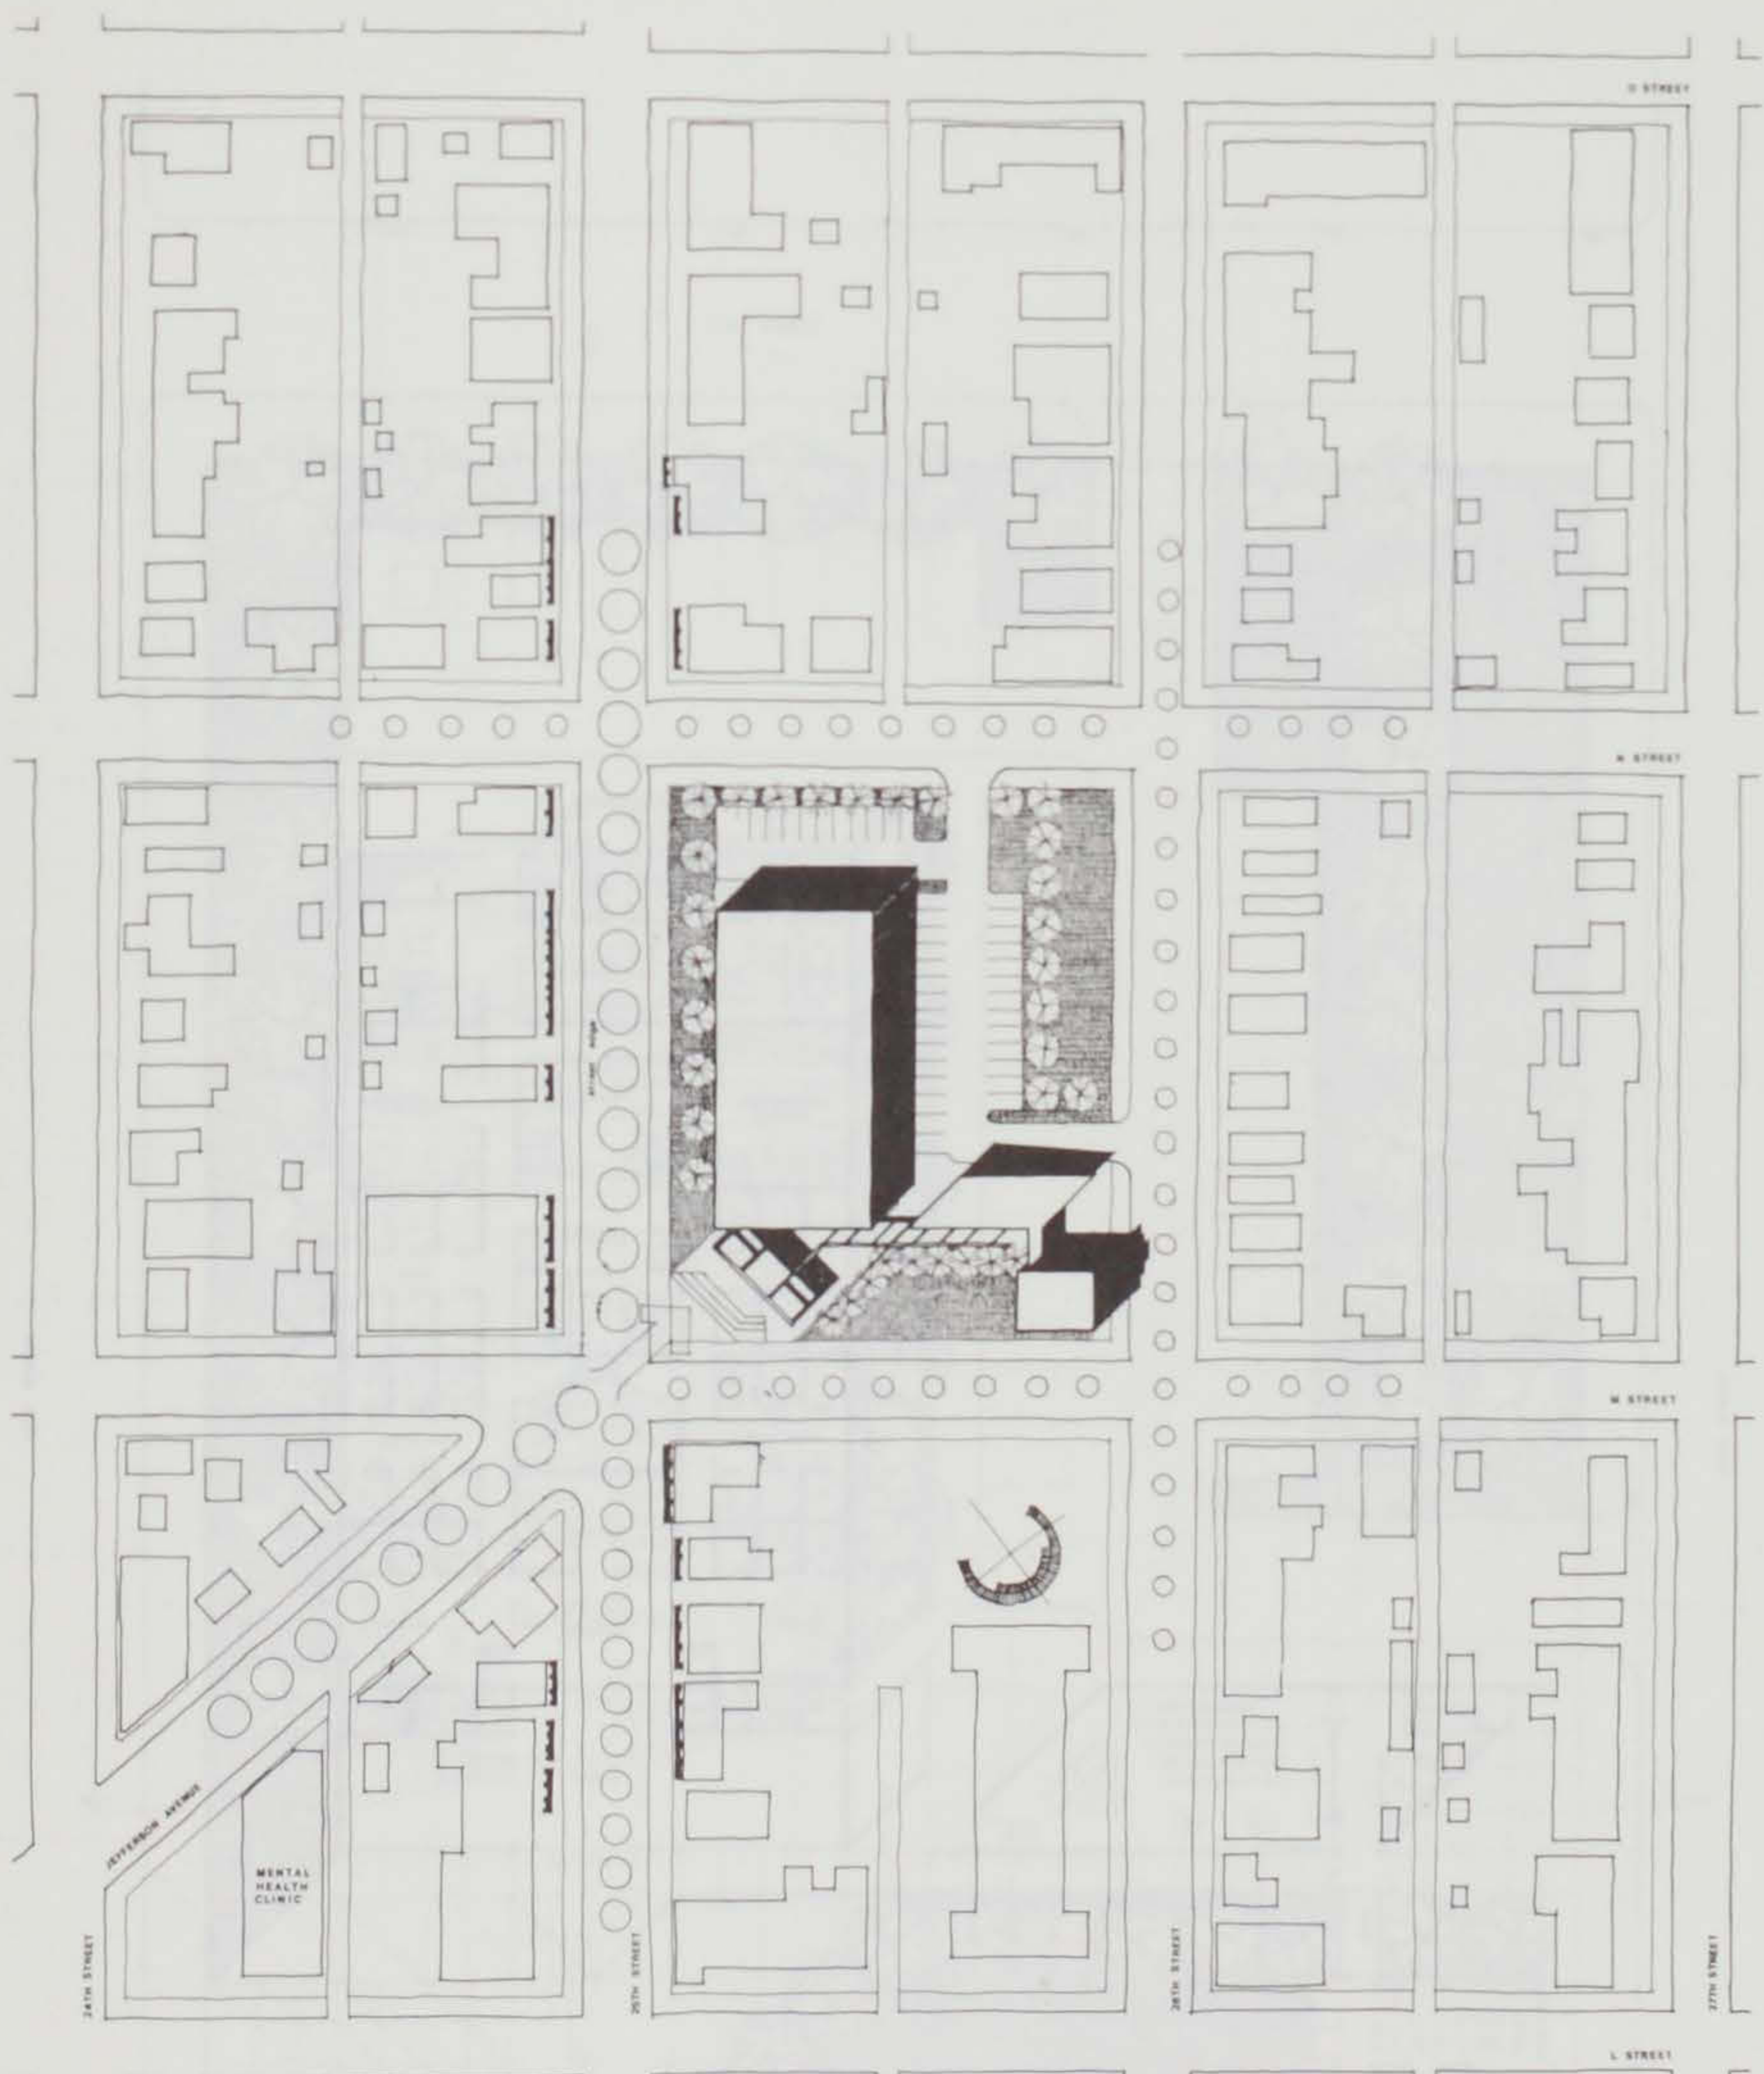 O STREET
N STREET
M STREET
JEFFERSON AVENUE
MENTAL
HEALTH
CLINIC
24TH STREET
25TH STREET
26TH STREET
27TH STREET
L STREET